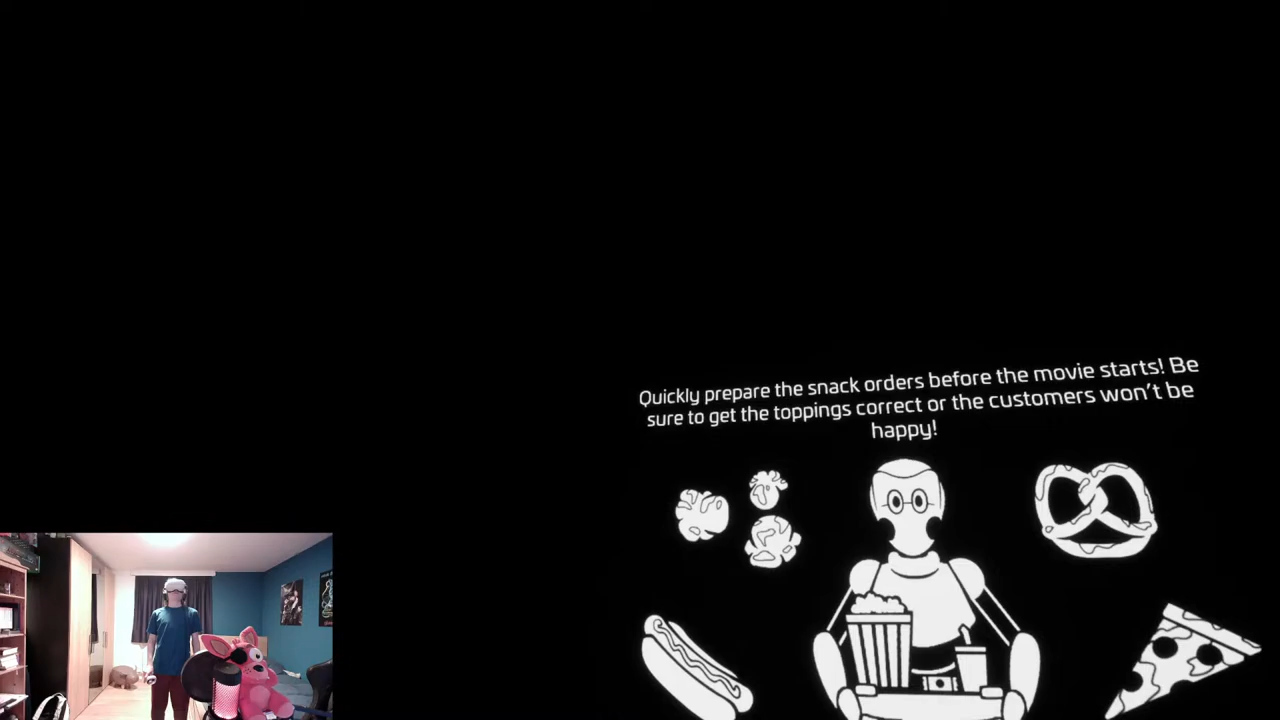 Quickly prepare the snack orders before the movie starts! Be
sure to get the toppings correct or the customers won't be
happy!